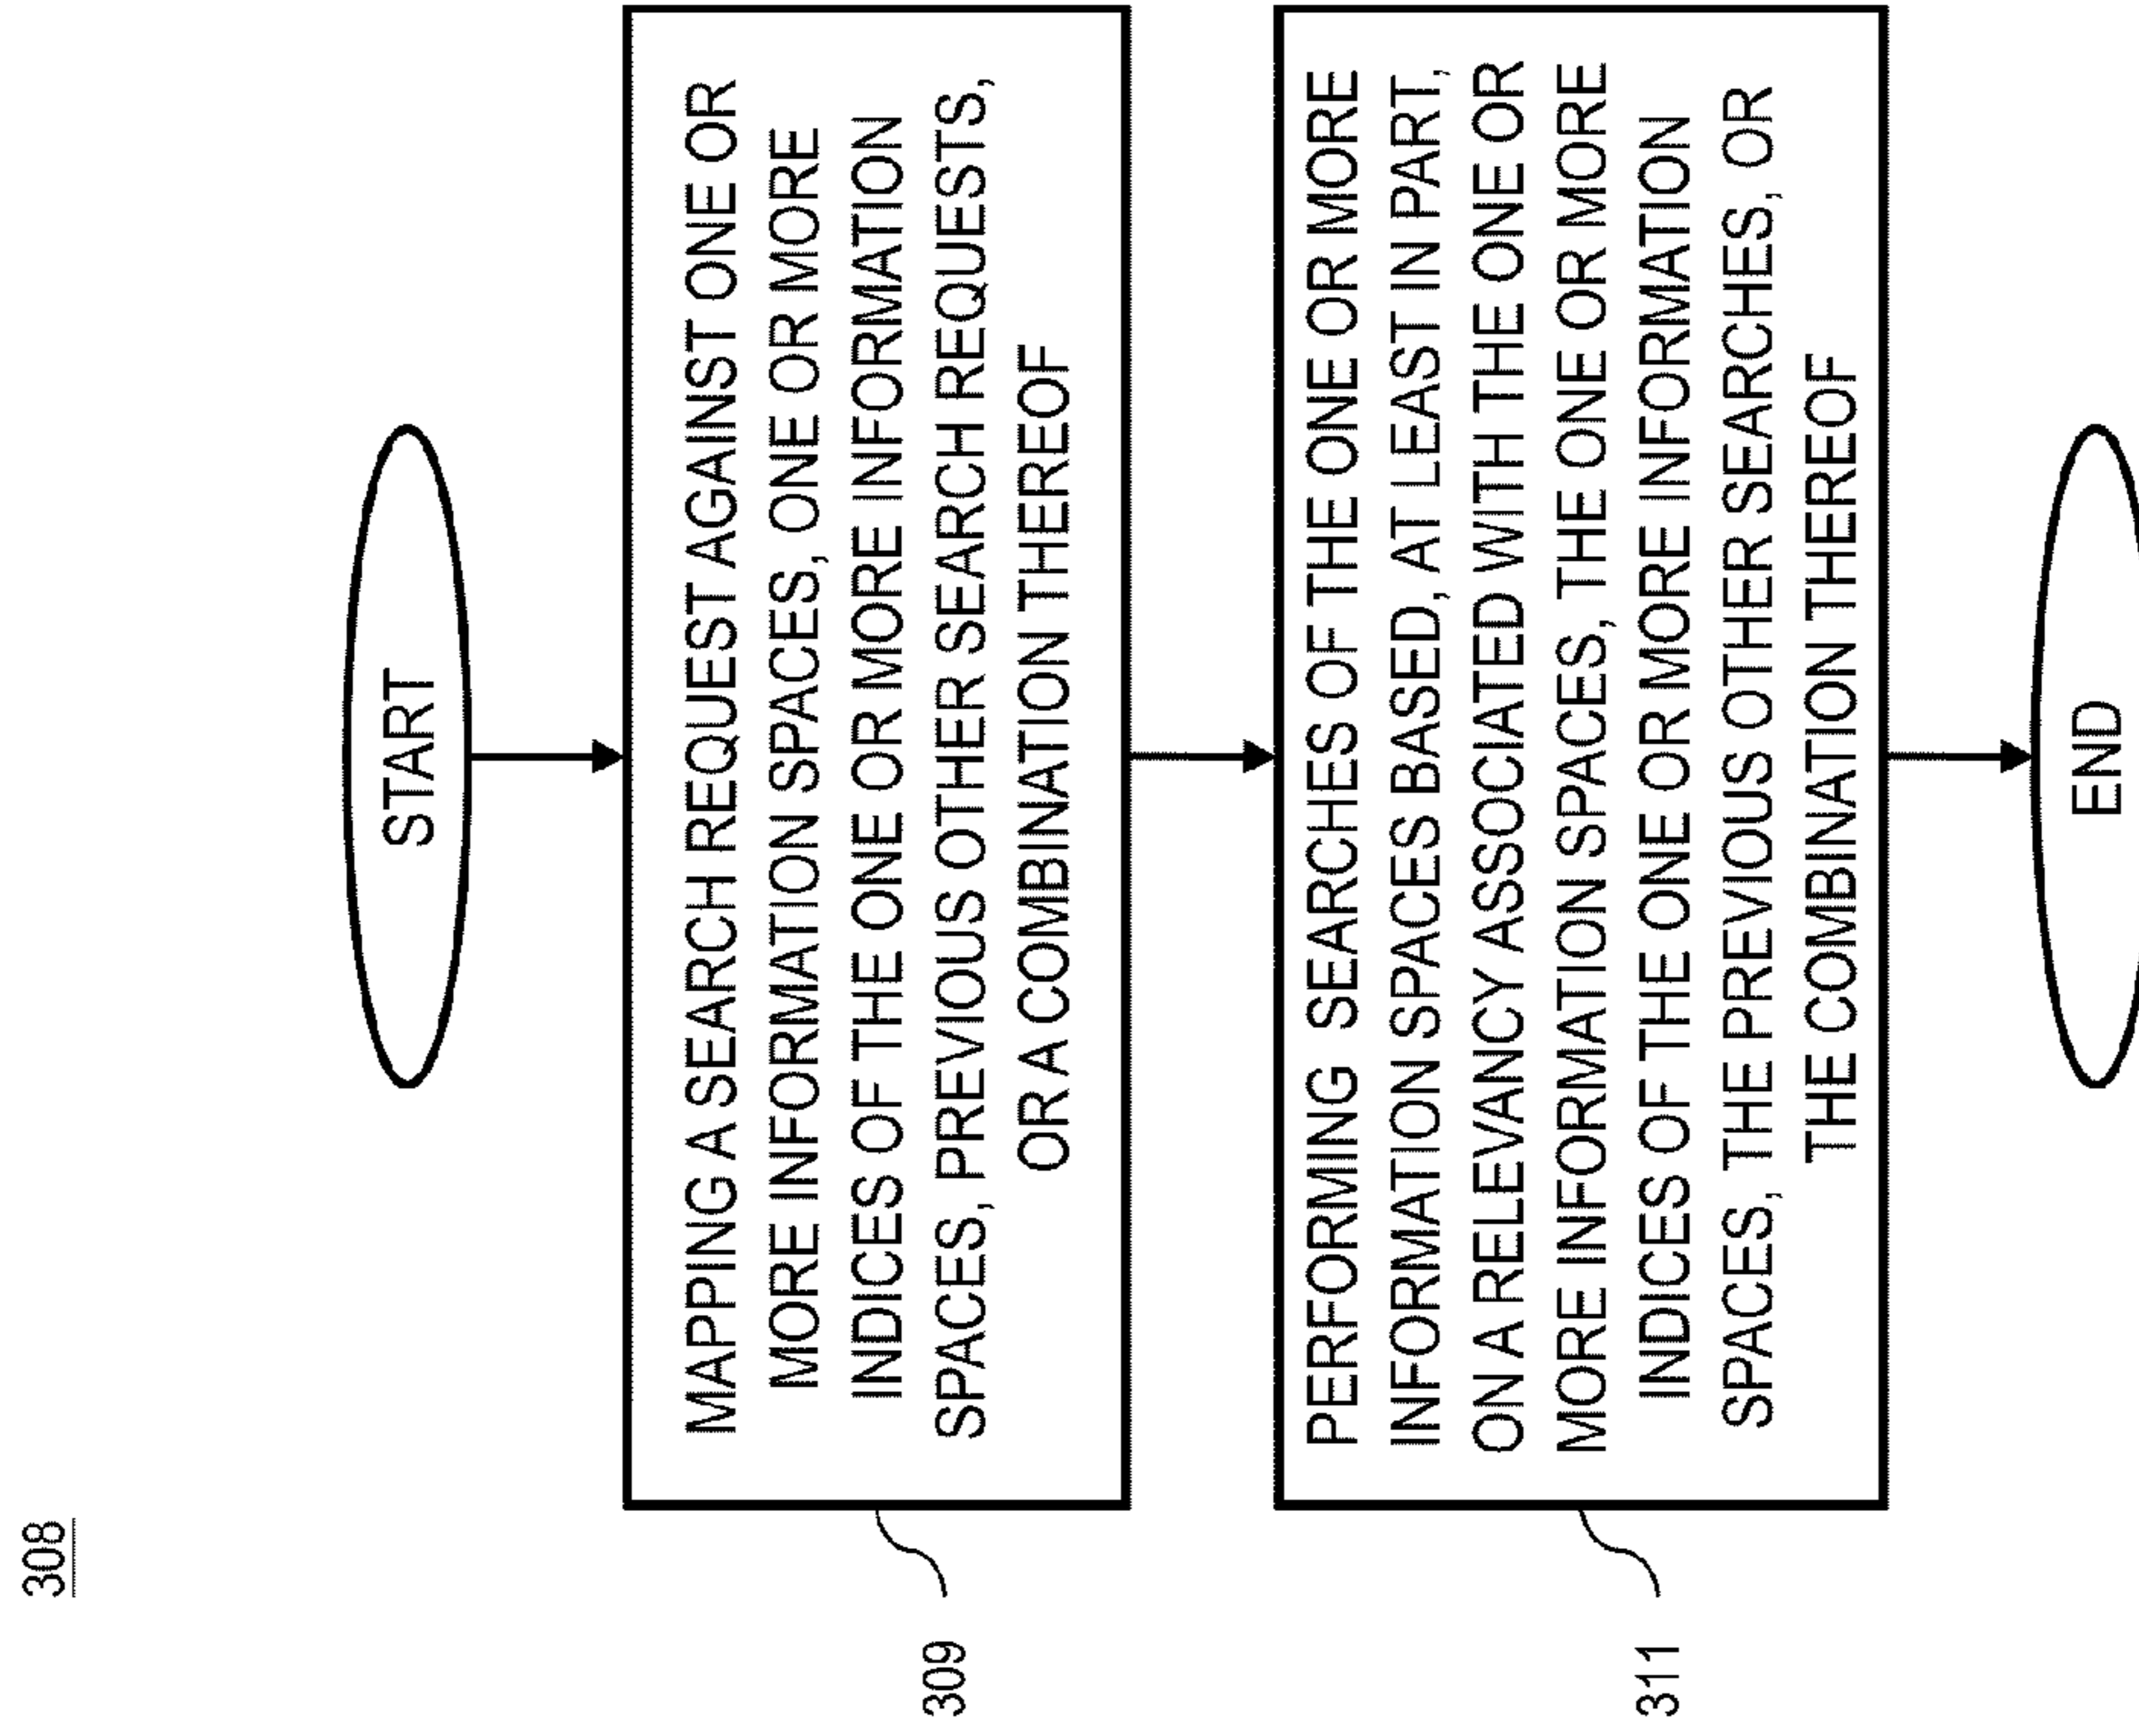 308
START
MAPPING A SEARCH REQUEST AGAINST ONE OR
MORE INFORMATION SPACES, ONE OR MORE
INDICES OF THE ONE OR MORE INFORMATION
SPACES, PREVIOUS OTHER SEARCH REQUESTS,
OR A COMBINATION THEREOF
309
PERFORMING SEARCHES OF THE ONE OR MORE
INFORMATION SPACES BASED, AT LEAST IN PART,
ON A RELEVANCY ASSOCIATED WITH THE ONE OR
MORE INFORMATION SPACES, THE ONE OR MORE
INDICES OF THE ONE OR MORE INFORMATION
SPACES, THE PREVIOUS OTHER SEARCHES, OR
THE COMBINATION THEREOF
311
END